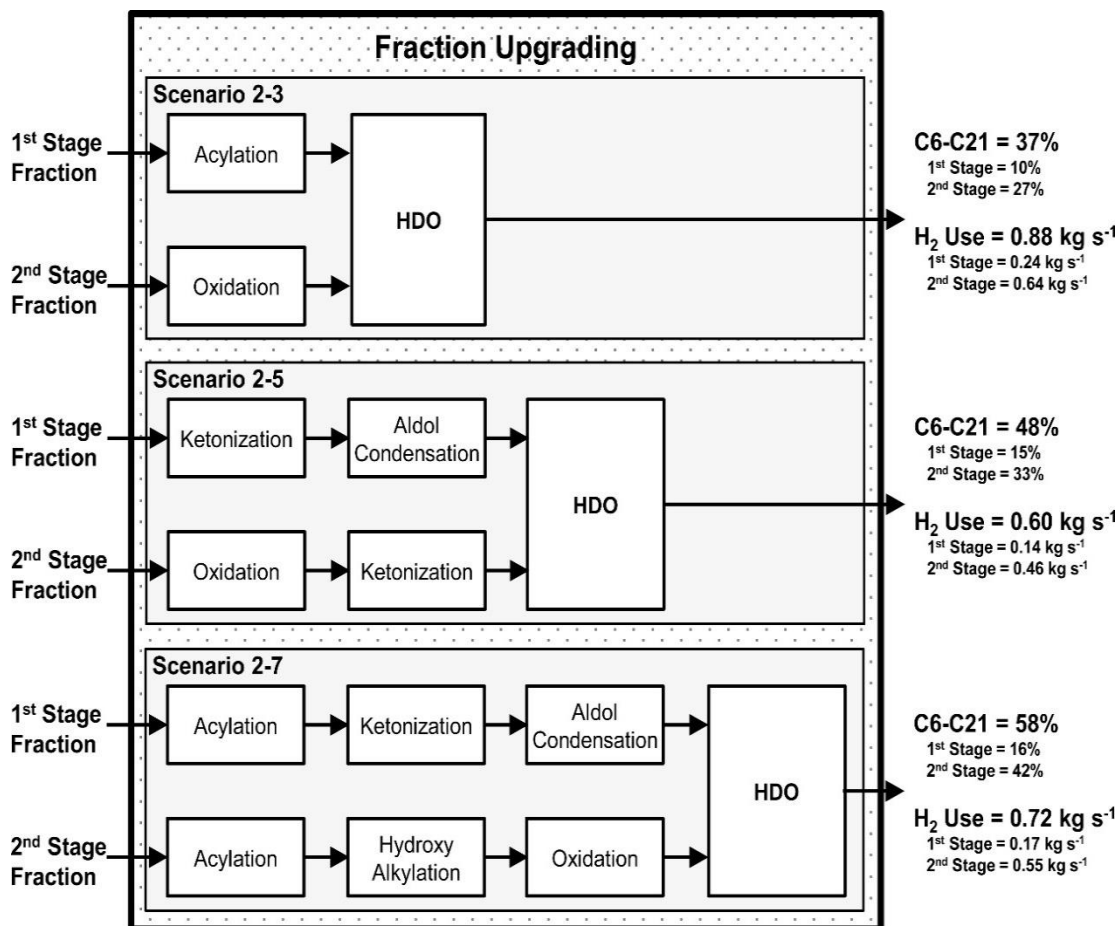 Fraction Upgrading
Scenario 2-3
1st Stage
Fraction
Acylation
HDO
2nd Stage
Fraction
Oxidation
C6-C21 = 37%
1st Stage = 10%
2nd Stage = 27%
H₂ Use = 0.88 kg s⁻¹
1st Stage = 0.24 kg s⁻¹
2nd Stage = 0.64 kg s⁻¹
Scenario 2-5
1st Stage
Fraction
Ketonization
Aldol
Condensation
HDO
2nd Stage
Fraction
Oxidation
Ketonization
C6-C21 = 48%
1st Stage = 15%
2nd Stage = 33%
H₂ Use = 0.60 kg s⁻¹
1st Stage = 0.14 kg s⁻¹
2nd Stage = 0.46 kg s⁻¹
Scenario 2-7
1st Stage
Fraction
Acylation
Ketonization
Aldol
Condensation
HDO
2nd Stage
Fraction
Acylation
Hydroxy
Alkylation
Oxidation
C6-C21 = 58%
1st Stage = 16%
2nd Stage = 42%
H₂ Use = 0.72 kg s⁻¹
1st Stage = 0.17 kg s⁻¹
2nd Stage = 0.55 kg s⁻¹